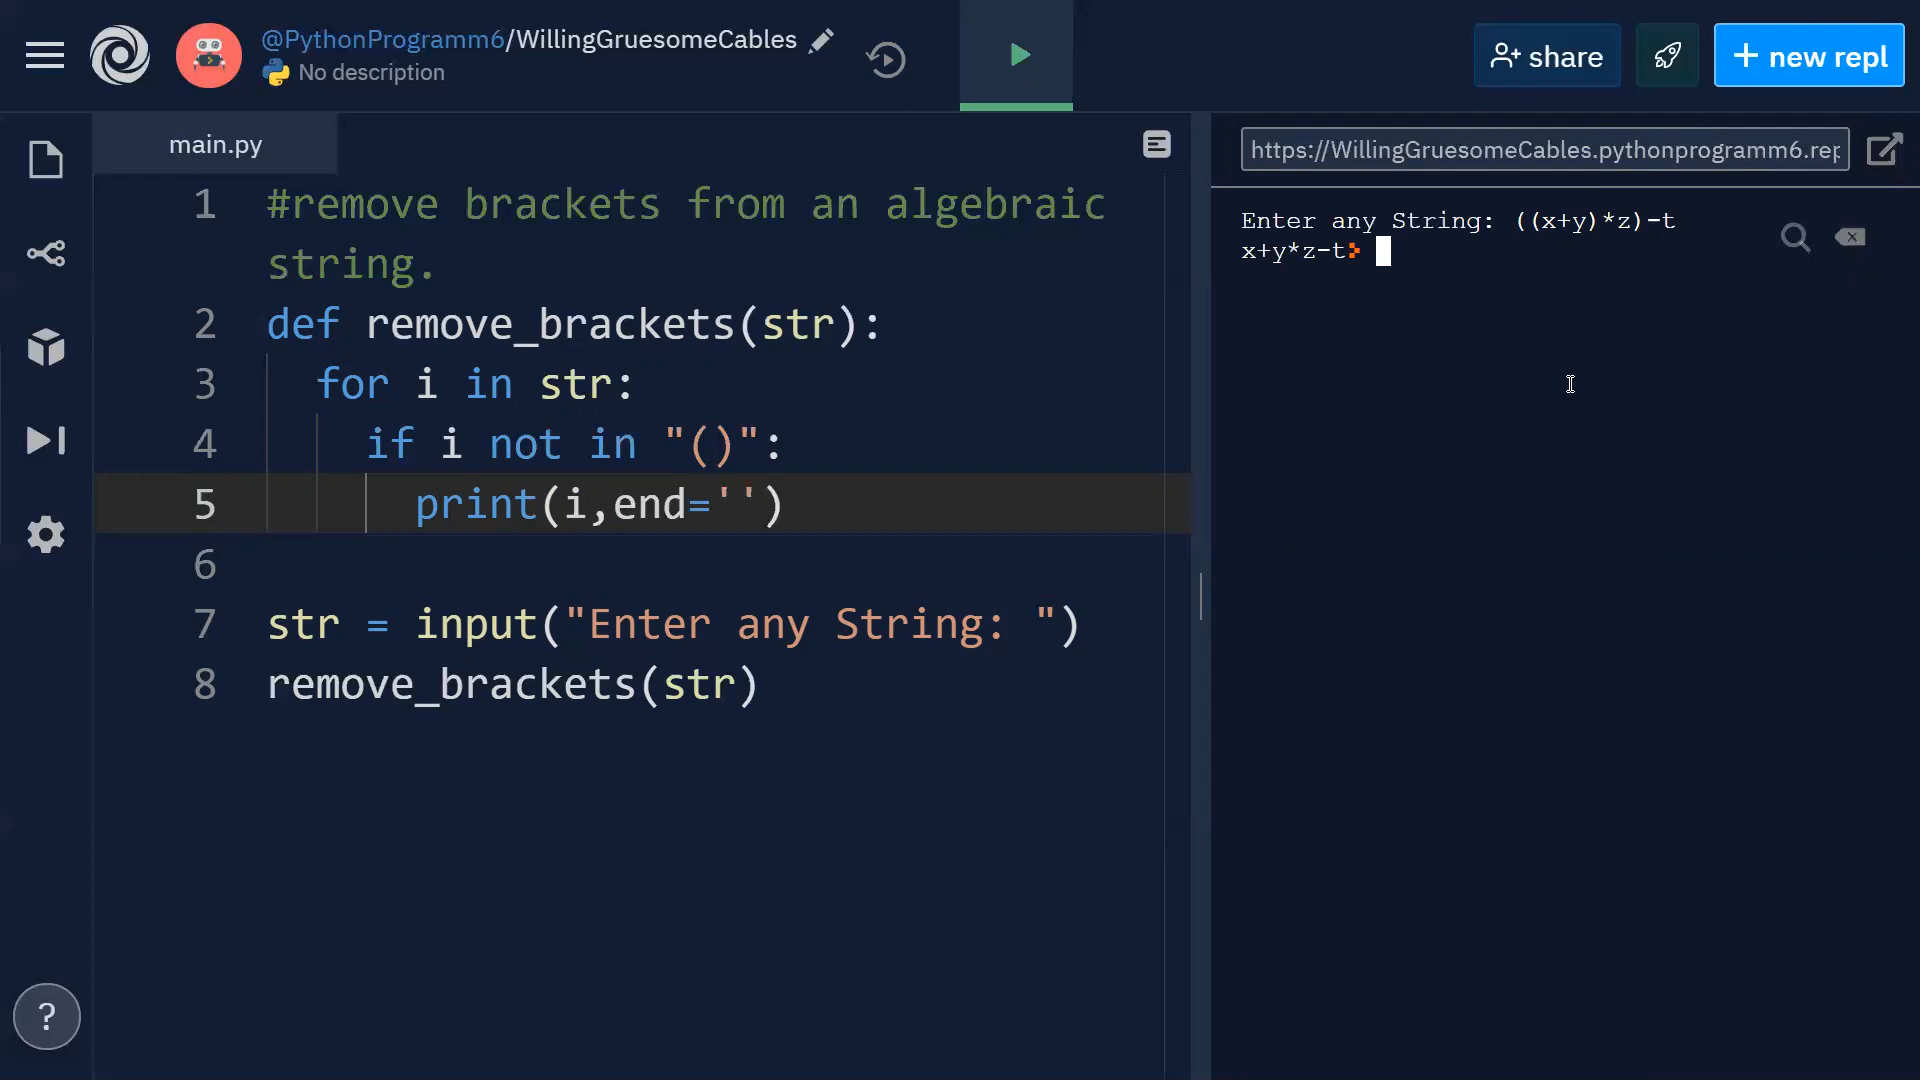 @PythonProgramm6/WillingGruesomeCables
No description
share
+ new repl
main.py
https://WillingGruesomeCables.pythonprogramm6.rep
1 #remove brackets from an algebraic
string.
2 def remove_brackets(str):
3 for i in str:
4 if i not in "()":
5 print(i,end='')
6
7 str = input("Enter any String: ")
8 remove_brackets(str)
Enter any String: ((x+y)*z)-t
x+y*z-t
?